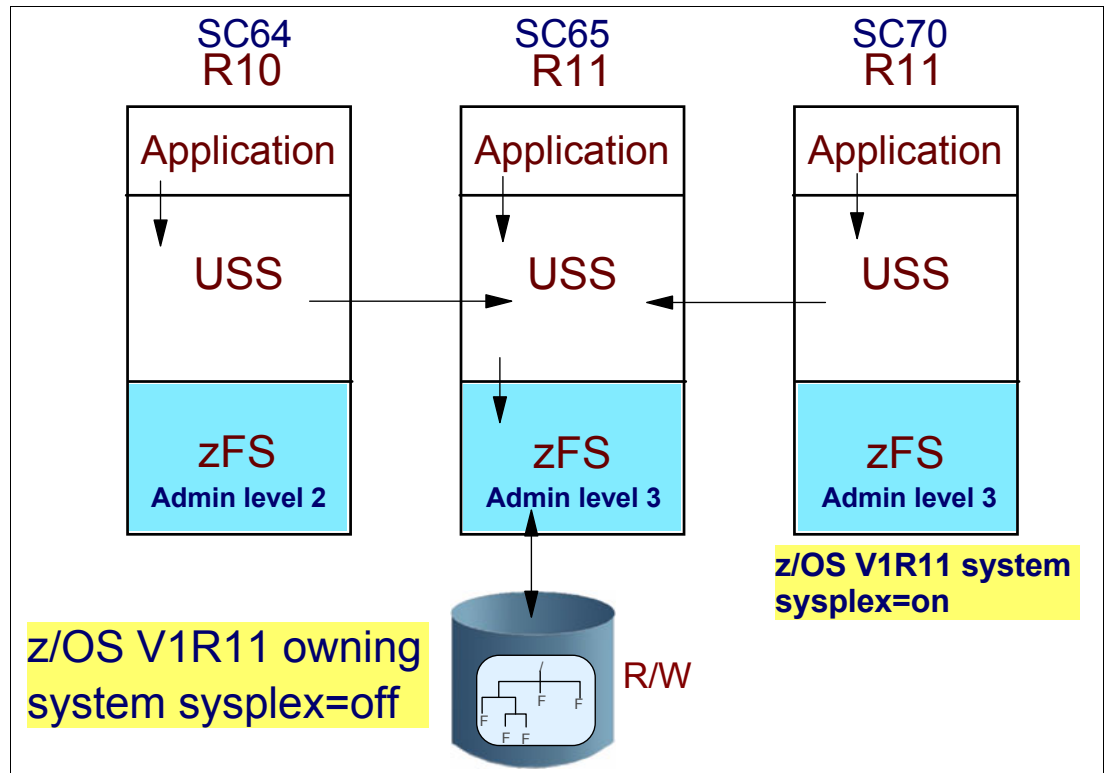 SC64
R10
SC65
R11
SC70
R11
Application
Application
Application
USS
USS
USS
zFS
Admin level 2
zFS
Admin level 3
zFS
Admin level 3
z/OS V1R11 system
sysplex=on
z/OS V1R11 owning
system sysplex=off
R/W
/
F
F
F
F
F